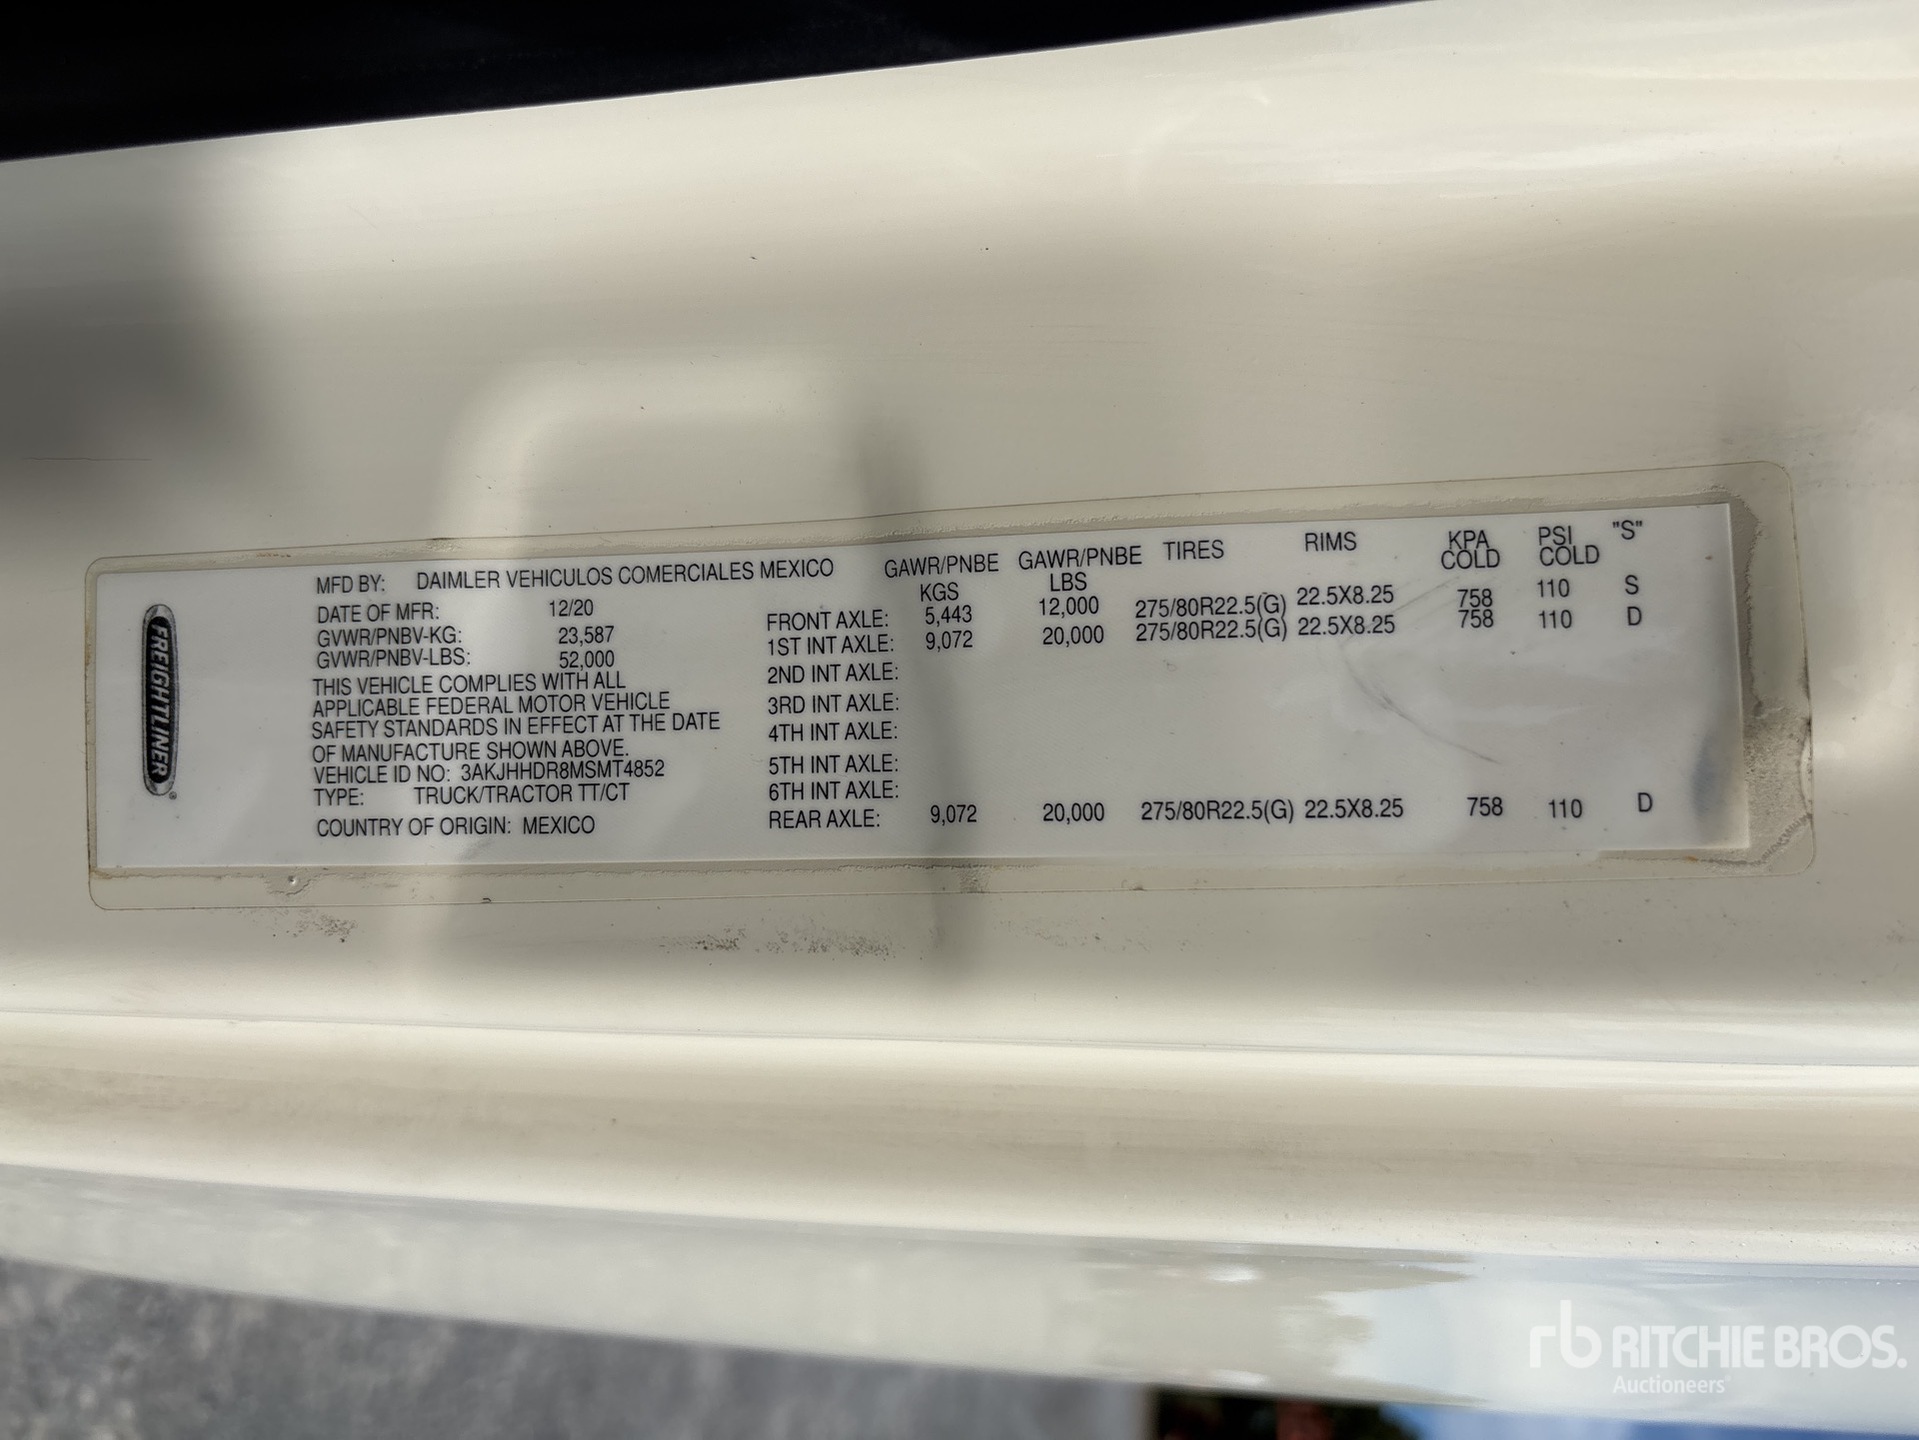 FREIGHTLINER®
MFD BY: DAIMLER VEHICULOS COMERCIALES MEXICO
DATE OF MFR: 12/20
GVWR/PNBV-KG: 23,587
GVWR/PNBV-LBS: 52,000
THIS VEHICLE COMPLIES WITH ALL
APPLICABLE FEDERAL MOTOR VEHICLE
SAFETY STANDARDS IN EFFECT AT THE DATE
OF MANUFACTURE SHOWN ABOVE.
VEHICLE ID NO: 3AKJHHDR8MSMT4852
TYPE: TRUCK/TRACTOR TT/CT
COUNTRY OF ORIGIN: MEXICO
GAWR/PNBE GAWR/PNBE TIRES RIMS KPA PSI "S"
KGS LBS COLD COLD
FRONT AXLE: 5,443 12,000 275/80R22.5(G) 22.5X8.25 758 110 S
1ST INT AXLE: 9,072 20,000 275/80R22.5(G) 22.5X8.25 758 110 D
2ND INT AXLE:
3RD INT AXLE:
4TH INT AXLE:
5TH INT AXLE:
6TH INT AXLE:
REAR AXLE: 9,072 20,000 275/80R22.5(G) 22.5X8.25 758 110 D
rb RITCHIE BROS.
Auctioneers